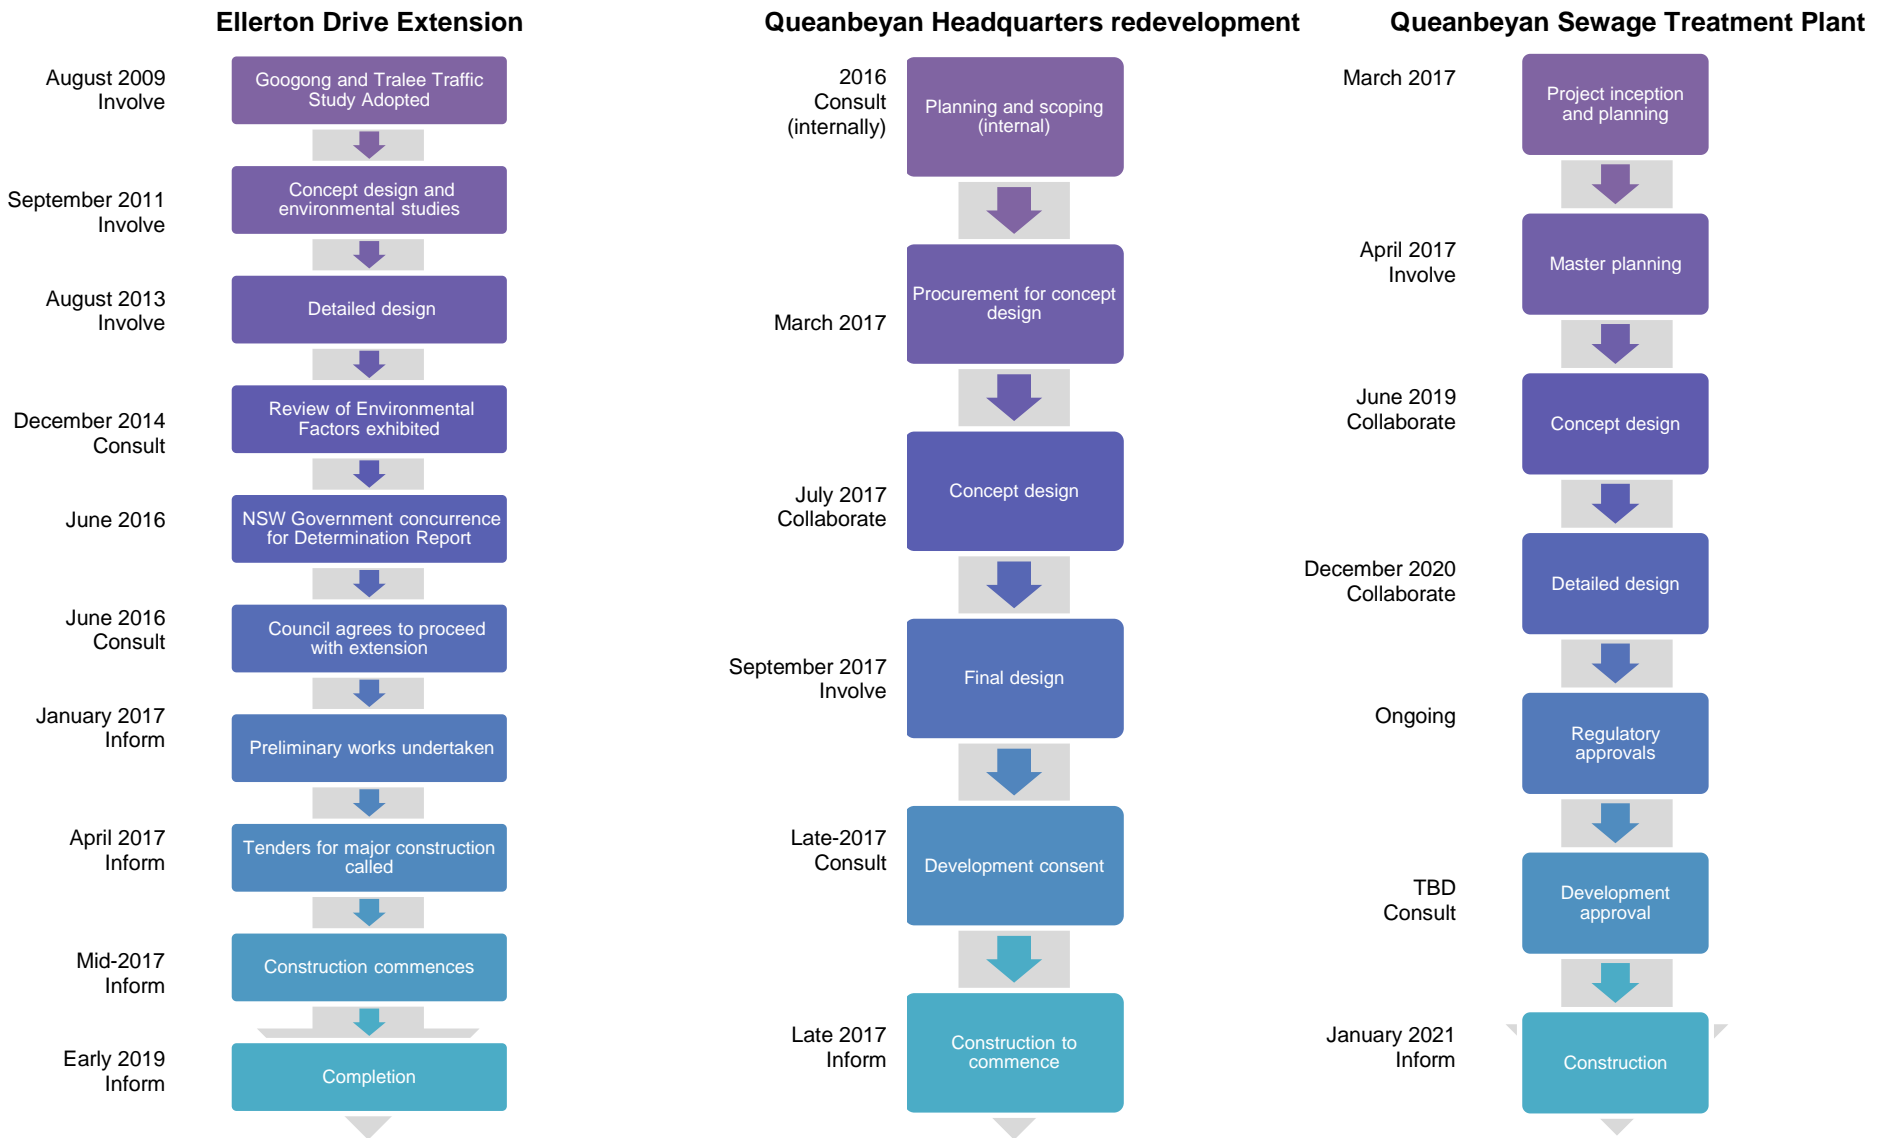 Ellerton Drive Extension
August 2009
Involve
Googong and Tralee Traffic
Study Adopted
September 2011
Involve
Concept design and
environmental studies
August 2013
Involve
Detailed design
December 2014
Consult
Review of Environmental
Factors exhibited
June 2016
NSW Government concurrence
for Determination Report
June 2016
Consult
Council agrees to proceed
with extension
January 2017
Inform
Preliminary works undertaken
April 2017
Inform
Tenders for major construction
called
Mid-2017
Inform
Construction commences
Early 2019
Inform
Completion
Queanbeyan Headquarters redevelopment
2016
Consult
(internally)
Planning and scoping
(internal)
March 2017
Procurement for concept
design
July 2017
Collaborate
Concept design
September 2017
Involve
Final design
Late-2017
Consult
Development consent
Late 2017
Inform
Construction to
commence
Queanbeyan Sewage Treatment Plant
March 2017
Project inception
and planning
April 2017
Involve
Master planning
June 2019
Collaborate
Concept design
December 2020
Collaborate
Detailed design
Ongoing
Regulatory
approvals
TBD
Consult
Development
approval
January 2021
Inform
Construction